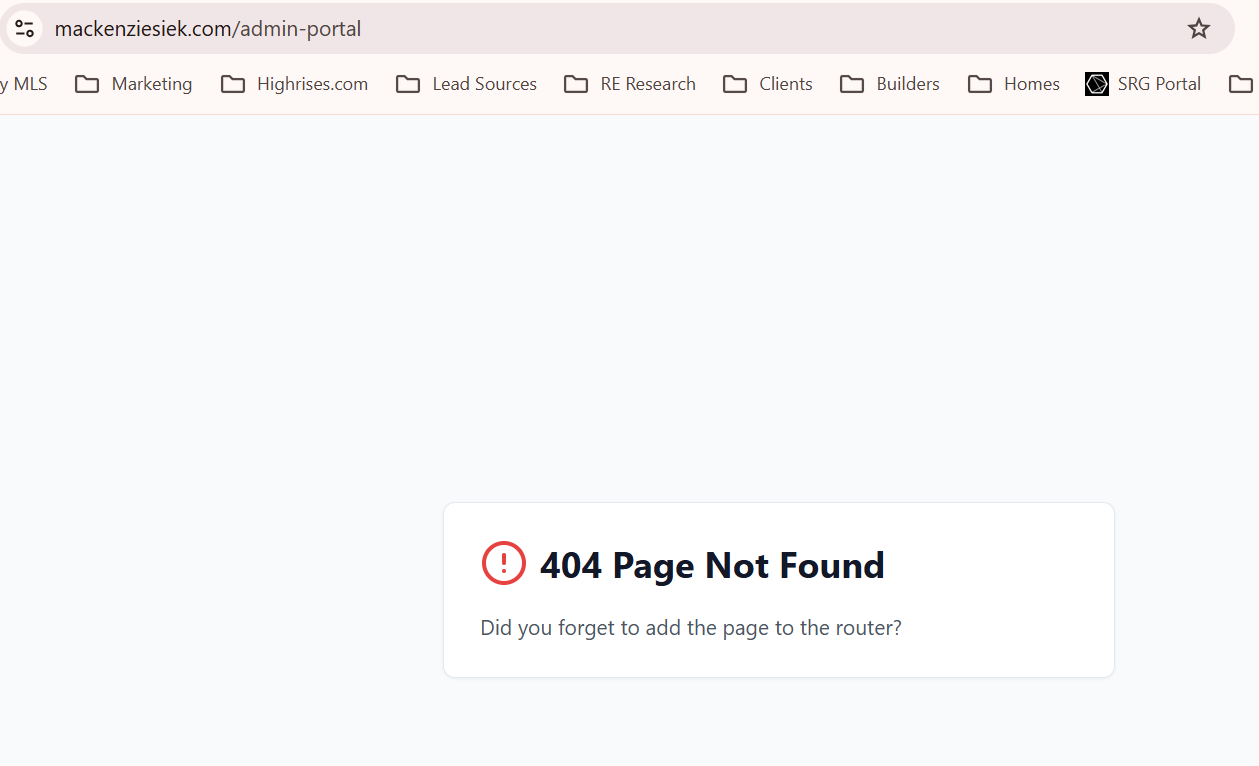 mackenziesiek.com/admin-portal
y MLS Marketing Highrises.com Lead Sources RE Research Clients Builders Homes SRG Portal
404 Page Not Found
Did you forget to add the page to the router?